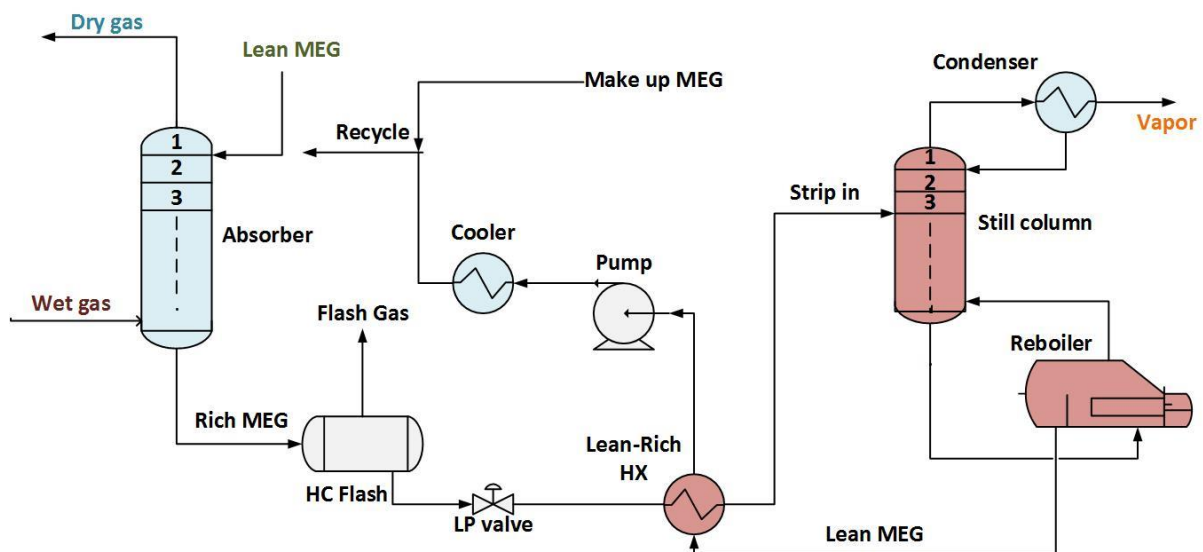 Dry gas
Lean MEG
Make up MEG
Condenser
Vapor
Recycle
1
2
3
1
2
3
Strip in
Absorber
Cooler
Still column
Pump
Wet gas
Flash Gas
Reboiler
Rich MEG
Lean-Rich
HX
HC Flash
LP valve
Lean MEG